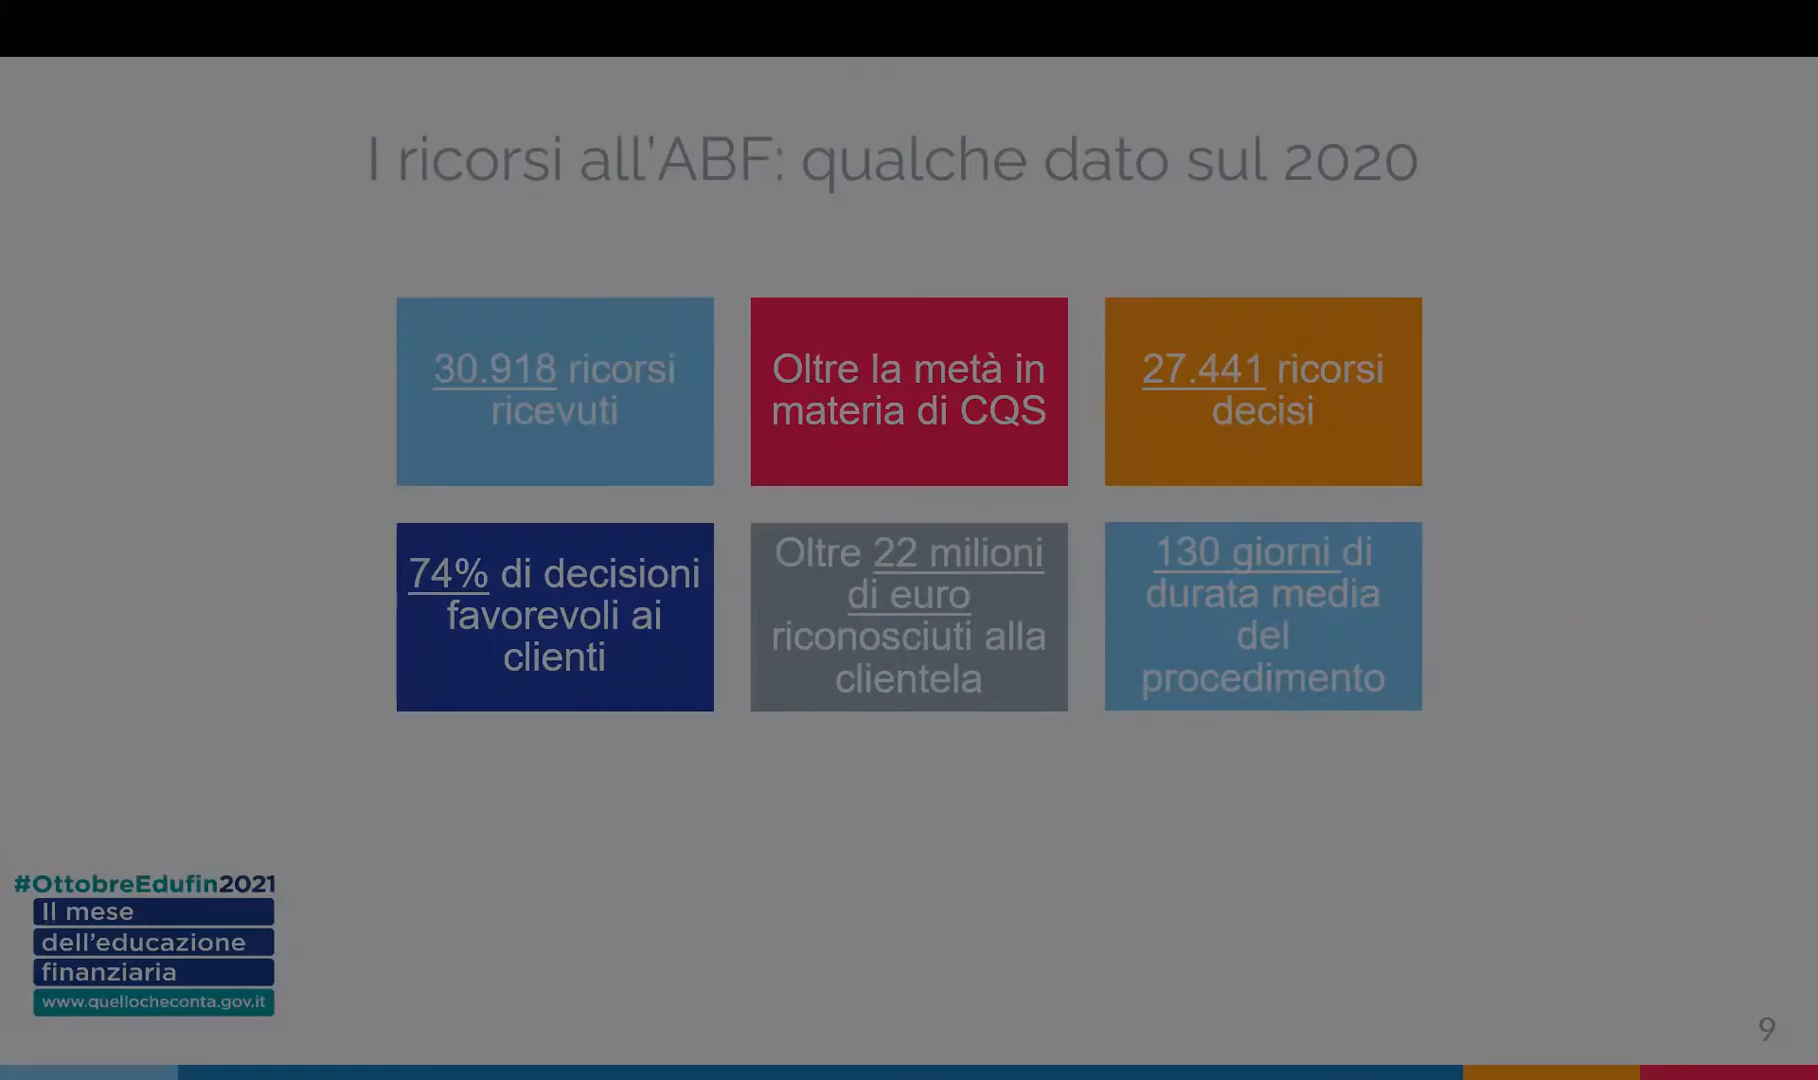 I ricorsi all'ABF: qualche dato sul 2020
30.918 ricorsi
ricevuti
Oltre la metà in
materia di CQS
27.441 ricorsi
decisi
74% di decisioni
favorevoli ai
clienti
Oltre 22 milioni
di euro
riconosciuti alla
clientela
130 giorni di
durata media
del
procedimento
#OttobreEdufin2021
Il mese
dell'educazione
finanziaria
www.quellocheconta.gov.it
9